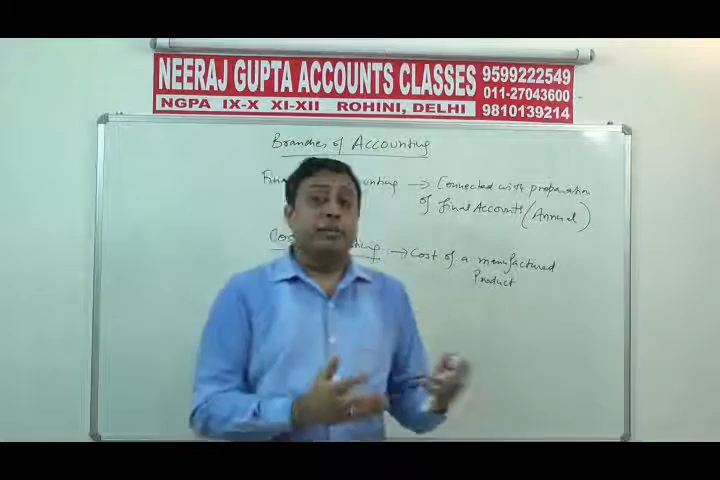 NEERAJ GUPTA ACCOUNTS CLASSES
NGPA IX-X XI-XII ROHINI, DELHI
9599222549
011-27043600
9810139214
Branches of Accounting
→ Connected with preparation
of Final Accounts (Annual)
→ Cost of a manufactured
Product